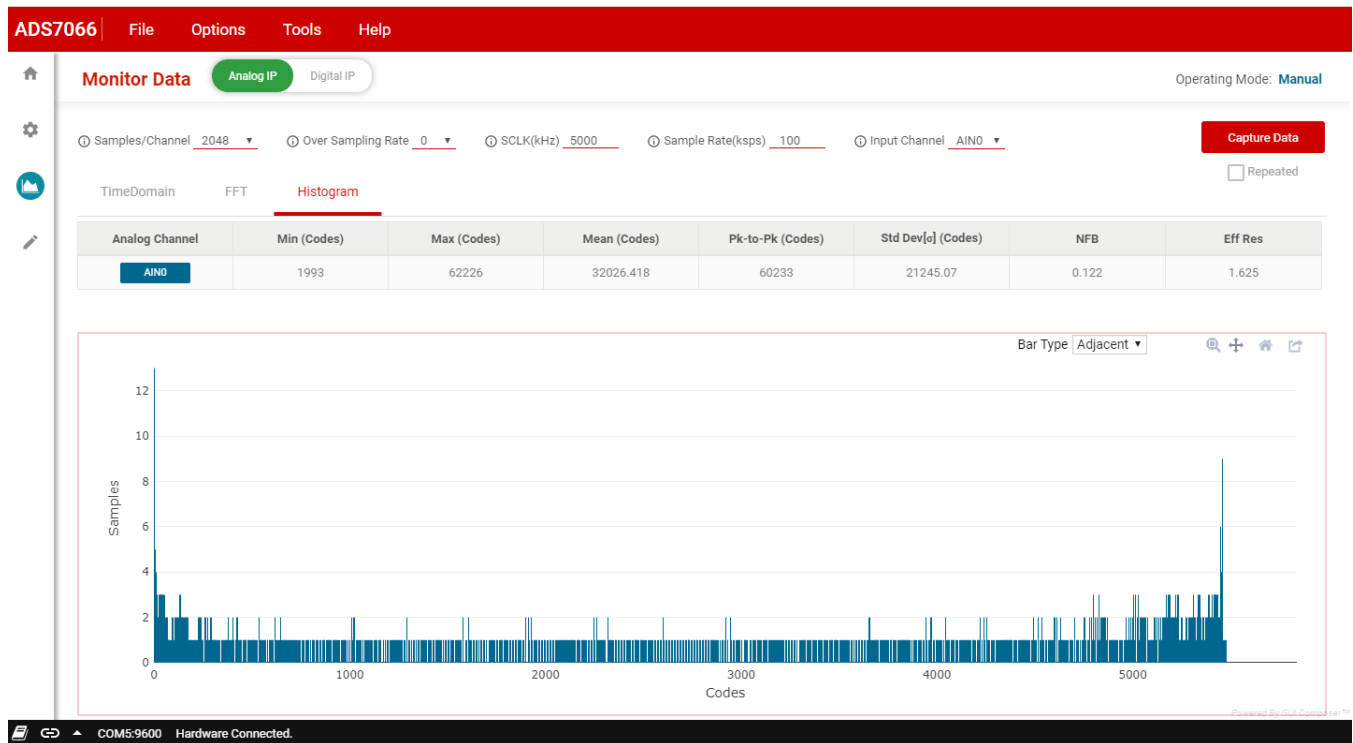 ADS7066 File Options Tools Help
Monitor Data Analog IP Digital IP Operating Mode: Manual
Samples/Channel 2048 Over Sampling Rate 0 SCLK(kHz) 5000 Sample Rate(ksps) 100 Input Channel AIN0 Capture Data
Repeated
TimeDomain FFT Histogram
Analog Channel Min (Codes) Max (Codes) Mean (Codes) Pk-to-Pk (Codes) Std Dev[σ] (Codes) NFB Eff Res
AIN0 1993 62226 32026.418 60233 21245.07 0.122 1.625
Bar Type Adjacent
12
10
8
6
4
2
0
Samples
0 1000 2000 3000 4000 5000
Codes
Powered By GUI Composer™
COM5:9600 Hardware Connected.